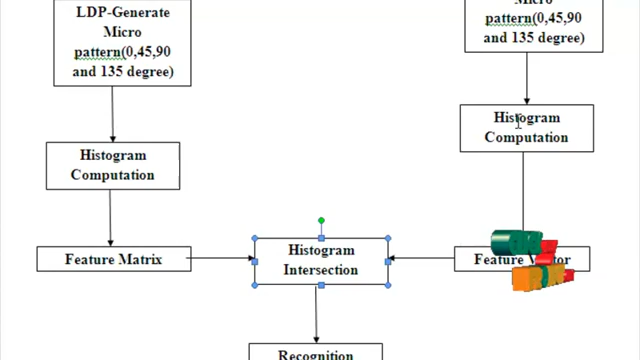 LDP-Generate
Micro
pattern(0,45,90
and 135 degree)
Histogram
Computation
Feature Matrix
Micro
pattern(0,45,90
and 135 degree)
Histogram
Computation
Feature
Histogram
Intersection
Recognition